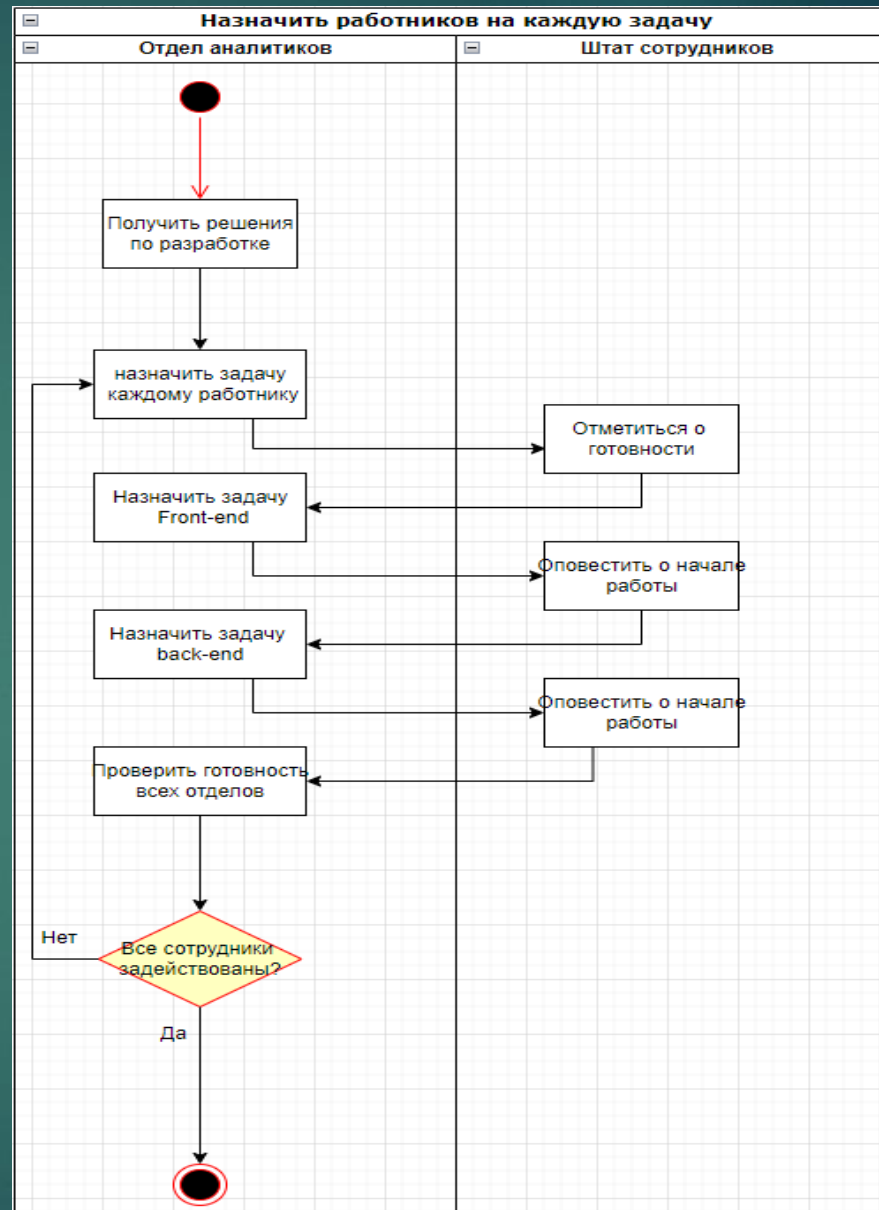 Назначить работников на каждую задачу
Отдел аналитиков
Штат сотрудников
Получить решения
по разработке
назначить задачу
каждому работнику
Отметиться о
готовности
Назначить задачу
Front-end
Оповестить о начале
работы
Назначить задачу
back-end
Оповестить о начале
работы
Проверить готовность
всех отделов
Нет
Все сотрудники
задействованы?
Да